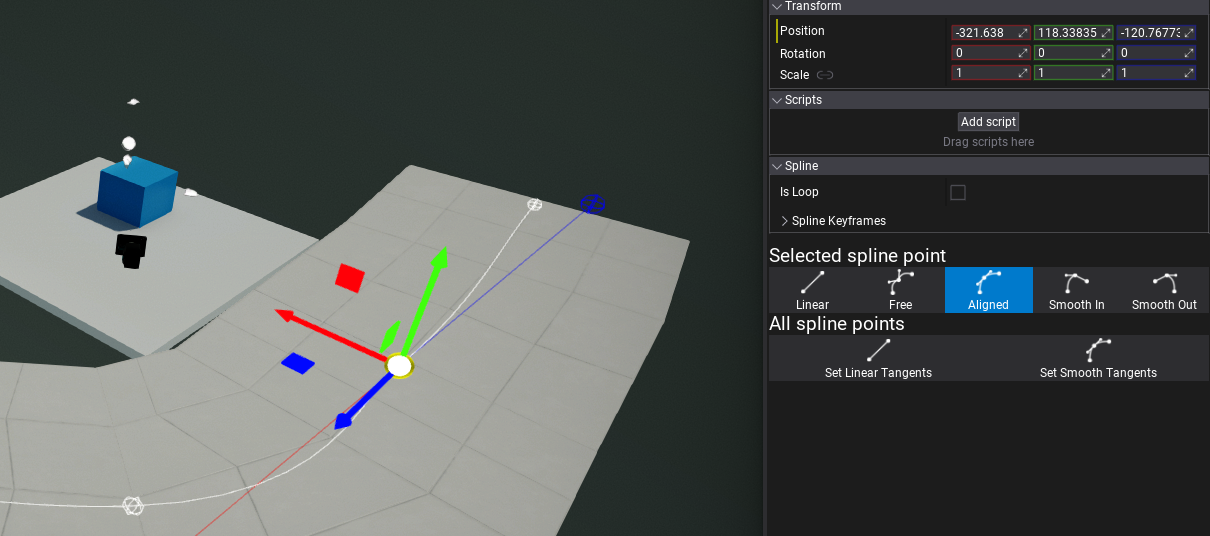 Transform
Position -321.638 118.33835 -120.76773
Rotation 0 0 0
Scale 1 1 1
Scripts
Add script
Drag scripts here
Spline
Is Loop
Spline Keyframes
Selected spline point
Linear Free Aligned Smooth In Smooth Out
All spline points
Set Linear Tangents Set Smooth Tangents